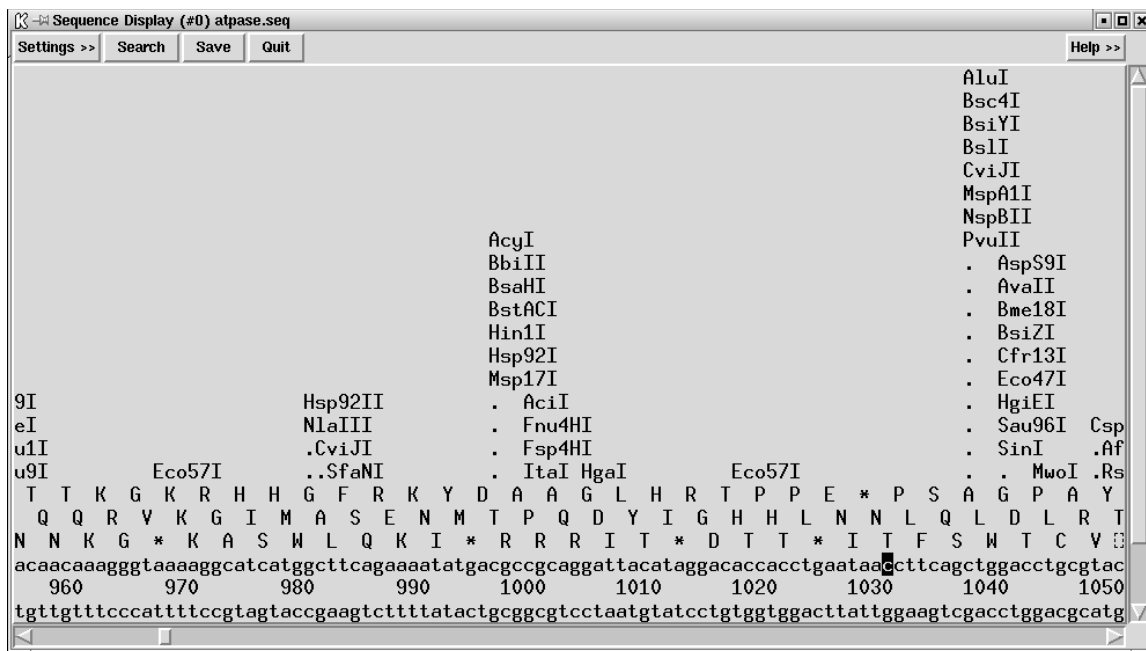 Sequence Display (#0) atpase.seq
Settings >> Search Save Quit Help >>
AluI
Bsc4I
BsiYI
BslI
CviJI
MspA1I
NspBII
AcyI PvuII
BbiII . AspS9I
BsaHI . AvaII
BstACI . Bme18I
Hin1I . BsiZI
Hsp92I . Cfr13I
Msp17I . Eco47I
9I Hsp92II . AciI . HgiEI
eI NlaIII . Fnu4HI . Sau96I Csp
u1I .CviJI . Fsp4HI . SinI .Af
u9I Eco57I ..SfaNI . ItaI HgaI Eco57I . . MwoI .Rs
T T K G K R H H G F R K Y D A A G L H R T P P E * P S A G P A Y
Q Q R V K G I M A S E N M T P Q D Y I G H H L N N L Q L D L R T
N N K G * K A S W L Q K I * R R R I T * D T T * I T F S W T C V
acaacaaagggtaaaaggcatcatggcttcagaaaatatgacgccgcaggattacataggacaccacctgaataaccttcagctggacctgcgtac
960 970 980 990 1000 1010 1020 1030 1040 1050
tgttgtttcccattttccgtagtaccgaagtcttttatactgcggcgtcctaatgtatcctgtggtggacttattggaagtcgacctggacgcatg